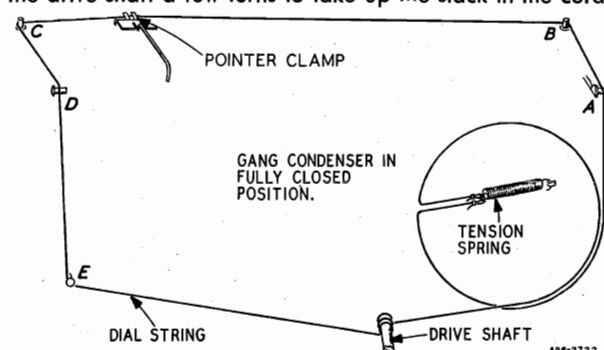 the drive shaft a few turns to take up the slack in the cord
C
B
POINTER CLAMP
D
A
GANG CONDENSER IN
FULLY CLOSED
POSITION.
TENSION
SPRING
E
DIAL STRING
DRIVE SHAFT